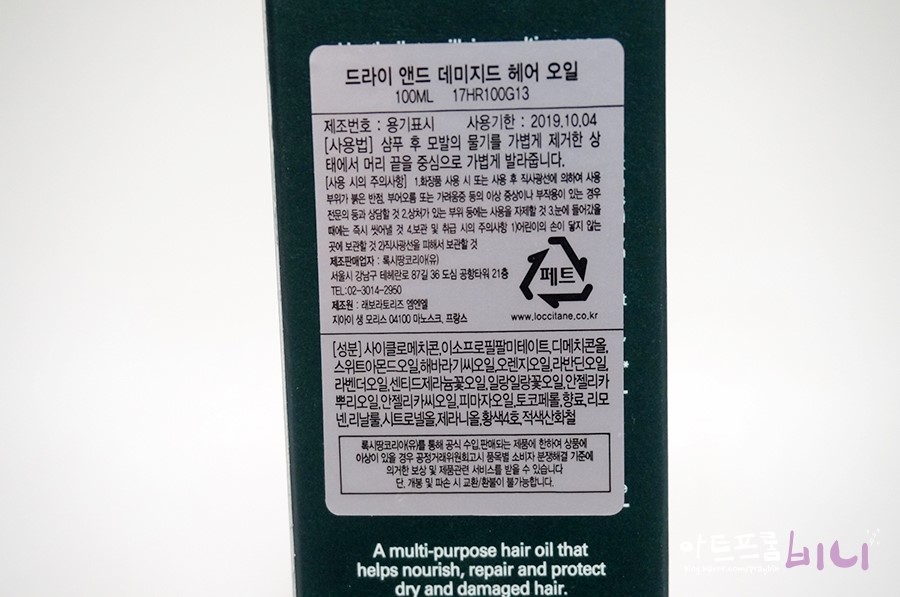 드라이 앤드 데미지드 헤어 오일
100ML 17HR100G13
제조번호 : 용기표시 사용기한 : 2019.10.04
[사용법] 샴푸 후 모발의 물기를 가볍게 제거한 상
태에서 머리 끝을 중심으로 가볍게 발라줍니다.
[사용 시의 주의사항] 1.화장품 사용 시 또는 사용 후 직사광선에 의하여 사용
부위가 붉은 반점, 부어오름 또는 가려움증 등의 이상 증상이나 부작용이 있는 경우
전문의 등과 상담할 것 2.상처가 있는 부위 등에는 사용을 자제할 것 3.눈에 들어갔을
때에는 즉시 씻어낼 것 4.보관 및 취급 시의 주의사항 1)어린이의 손이 닿지 않는
곳에 보관할 것 2)직사광선을 피해서 보관할 것
제조판매업자 : 록시땅코리아(유)
서울시 강남구 테헤란로 87길 36 도심 공항타워 21층
TEL:02-3014-2950
페트
제조원 : 래보라토리즈 엠엔엘
지아이 생 모리스 04100 마노스크, 프랑스
www.loccitane.co.kr
[성분] 사이클로메치콘,이소프로필팔미테이트,디메치콘올,
스위트아몬드오일,해바라기씨오일,오렌지오일,라반딘오일,
라벤더오일,센티드제라늄꽃오일,일랑일랑꽃오일,안젤리카
뿌리오일,안젤리카씨오일,피마자오일,토코페롤,향료,리모
넨,리날룰,시트로넬올,제라니올,황색4호,적색산화철
록시땅코리아(유)를 통해 공식 수입,판매되는 제품에 한하여 상품에
이상이 있을 경우 공정거래위원회고시 품목별 소비자 분쟁해결 기준에
의거한 보상 및 제품관련 서비스를 받을 수 있습니다
단, 개봉 및 파손 시 교환/환불이 불가능합니다.
A multi-purpose hair oil that
helps nourish, repair and protect
dry and damaged hair.
아트프롬 비니